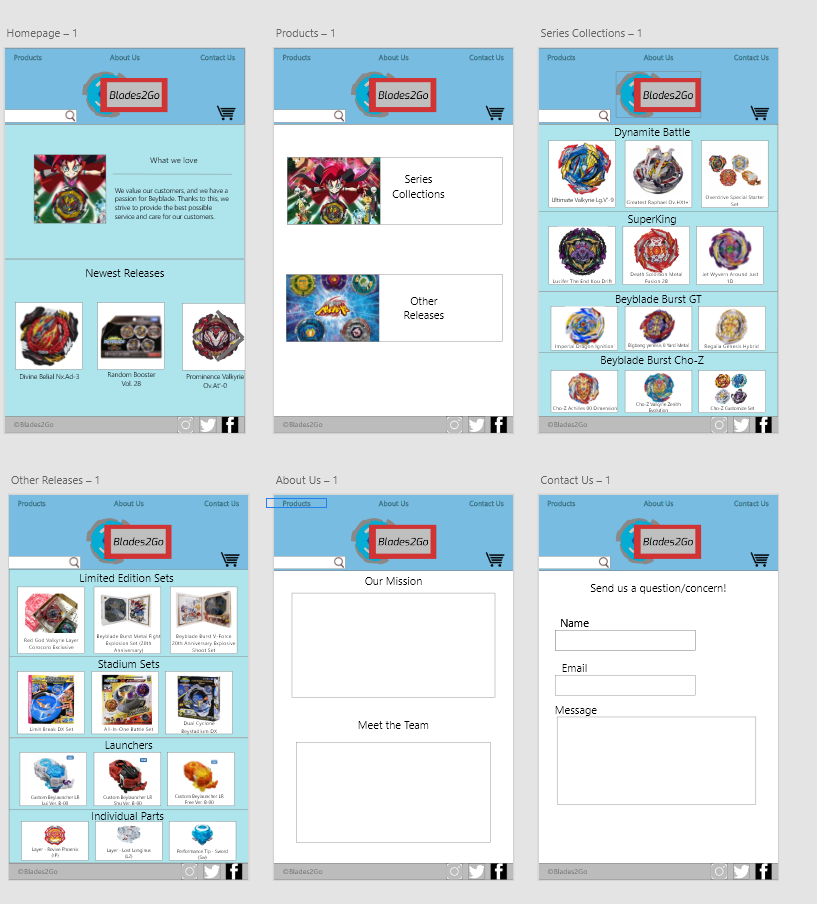 Homepage – 1
Products
About Us
Contact Us
Blades2Go
What we love
We value our customers, and we have a
passion for Beyblade. Thanks to this, we
strive to provide the best possible
service and care for our customers.
Newest Releases
Divine Belial Nx.Ad-3
Random Booster
Vol. 28
Prominence Valkyrie
Ov.At'-0
©Blades2Go
Products – 1
Products
About Us
Contact Us
Blades2Go
Series
Collections
Other
Releases
©Blades2Go
Series Collections – 1
Products
About Us
Contact Us
Blades2Go
Dynamite Battle
Ultimate Valkyrie Lg.V'-9
Greatest Raphael Ov.HXt+'
Overdrive Special Starter
Set
SuperKing
Lucifer The End Kou Drift
Death Solomon Metal
Fusion 2B
Wyvern Around Just
1D
Beyblade Burst GT
Imperial Dragon Ignition'
Regalia Genesis Hybrid
Beyblade Burst Cho-Z
Cho-Z Achilles 00 Dimension
Cho-Z Valkyrie Zenith
Evolution
Cho-Z Customize Set
©Blades2Go
Other Releases – 1
Products
About Us
Contact Us
Blades2Go
Limited Edition Sets
Red God Valkyrie Layer
Corocoro Exclusive
Beyblade Burst Metal Fight
Explosion Set (20th
Anniversary)
Beyblade Burst V-Force
20th Anniversary Explosive
Shoot Set
Stadium Sets
Limit Break DX Set
All-In-One Battle Set
Dual Cyclone
Beystadium DX
Launchers
Custom Beylauncher LR
Lui Ver. B-00
Custom Beylauncher LR
Shu Ver. B-00
Custom Beylauncher LR
Free Ver. B-00
Individual Parts
Layer - Revive Phoenix
(rP)
Layer - Lost Longinus
(L2)
Performance Tip - Sword
©Blades2Go
About Us – 1
Products
About Us
Contact Us
Blades2Go
Our Mission
Meet the Team
©Blades2Go
Contact Us – 1
Products
About Us
Contact Us
Blades2Go
Send us a question/concern!
Name
Email
Message
©Blades2Go